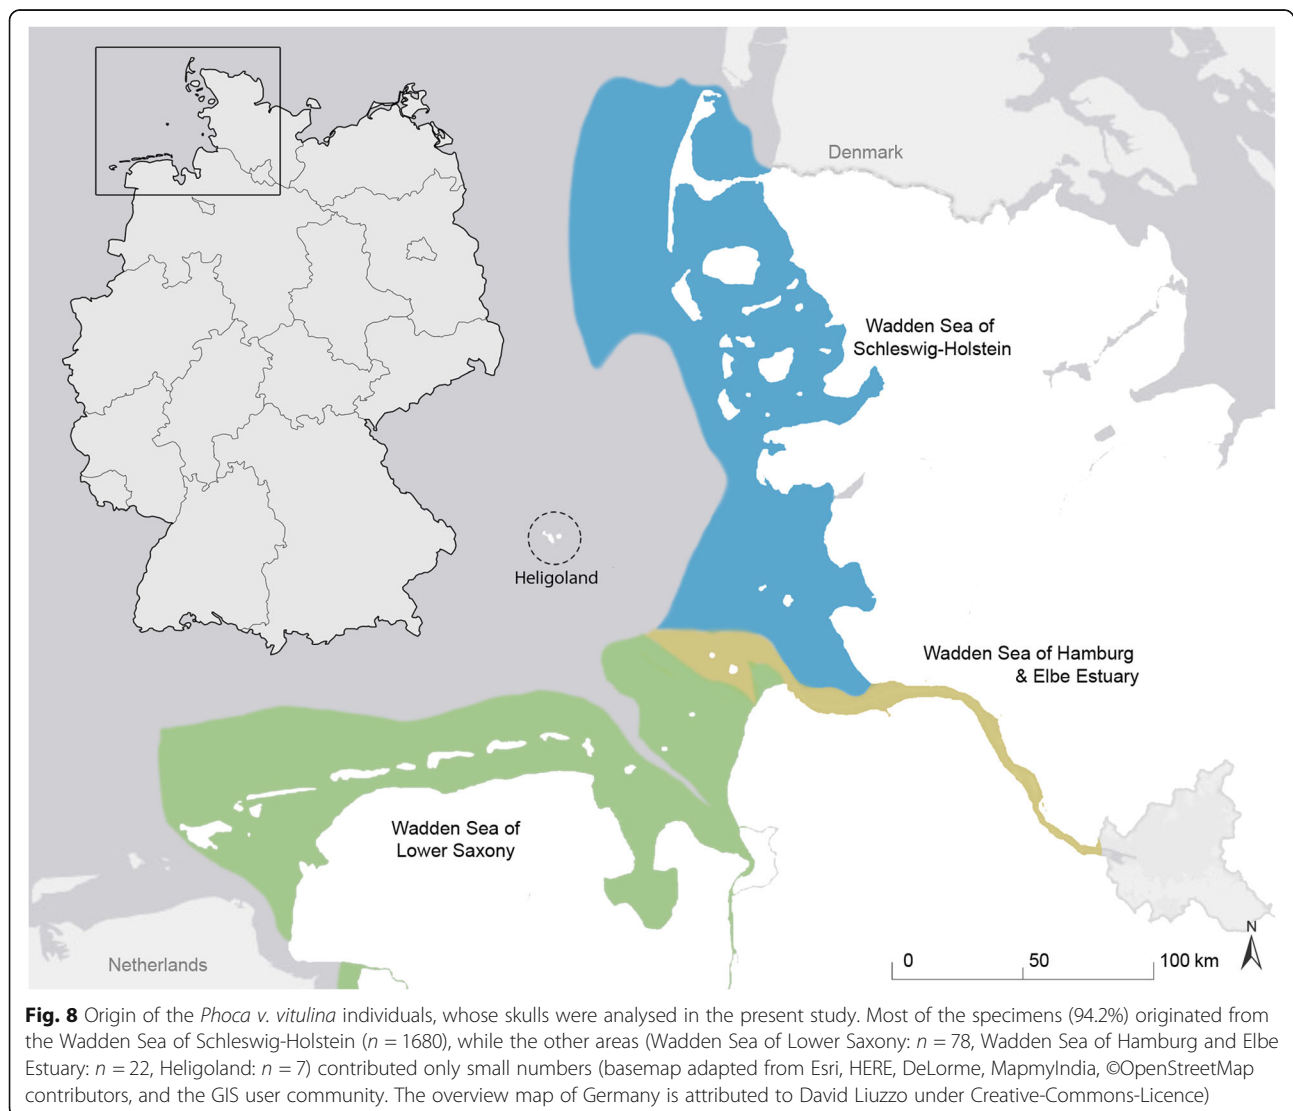 Denmark
Wadden Sea of
Schleswig-Holstein
Heligoland
Wadden Sea of Hamburg
& Elbe Estuary
Wadden Sea of
Lower Saxony
Netherlands
N
0 50 100 km
Fig. 8 Origin of the Phoca v. vitulina individuals, whose skulls were analysed in the present study. Most of the specimens (94.2%) originated from
the Wadden Sea of Schleswig-Holstein (n = 1680), while the other areas (Wadden Sea of Lower Saxony: n = 78, Wadden Sea of Hamburg and Elbe
Estuary: n = 22, Heligoland: n = 7) contributed only small numbers (basemap adapted from Esri, HERE, DeLorme, MapmyIndia, ©OpenStreetMap
contributors, and the GIS user community. The overview map of Germany is attributed to David Liuzzo under Creative-Commons-Licence)